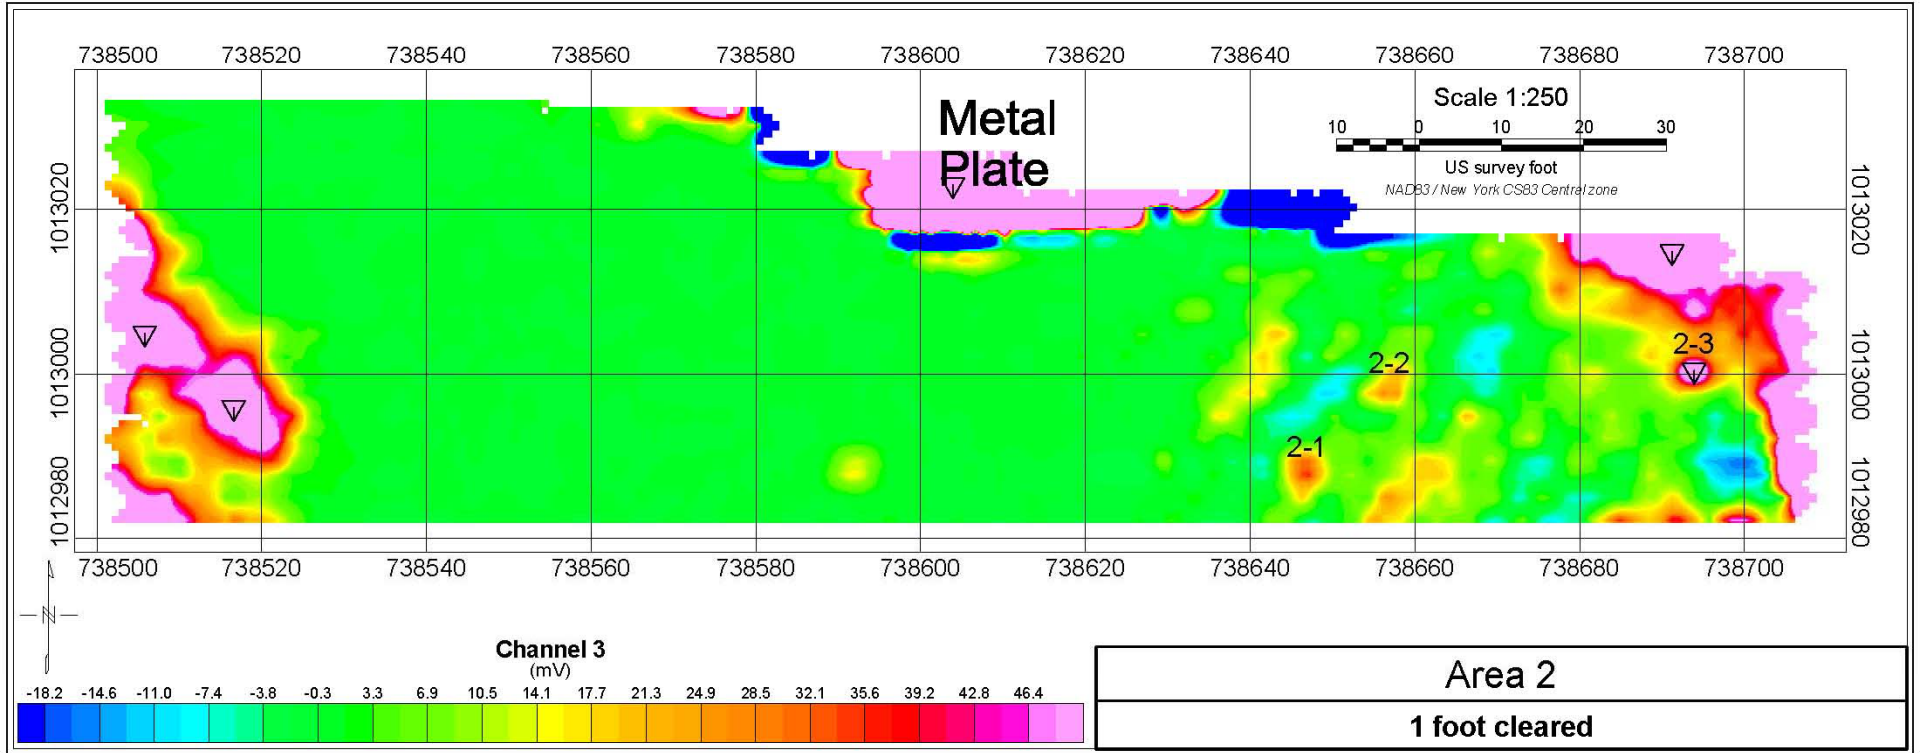 738500 738520 738540 738560 738580 738600 738620 738640 738660 738680 738700
Metal
Plate
Scale 1:250
10 0 10 20 30
US survey foot
NAD83 / New York CS83 Central zone
1013020
1013020
1013000
1013000
1012980
1012980
2-2
2-3
2-1
738500 738520 738540 738560 738580 738600 738620 738640 738660 738680 738700
N
Channel 3
(mV)
-18.2 -14.6 -11.0 -7.4 -3.8 -0.3 3.3 6.9 10.5 14.1 17.7 21.3 24.9 28.5 32.1 35.6 39.2 42.8 46.4
Area 2
1 foot cleared